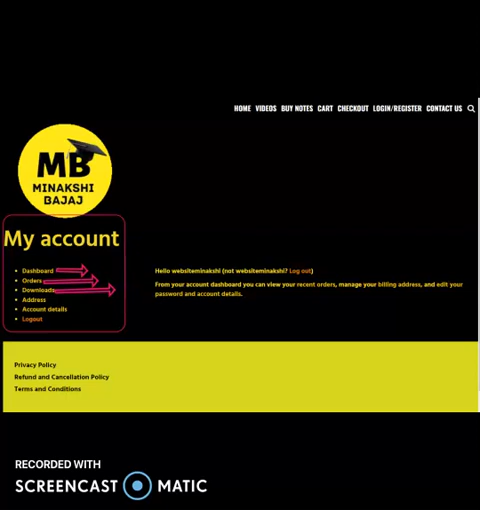 HOME VIDEOS BUY NOTES CART CHECKOUT LOGIN/REGISTER CONTACT US
MB
MINAKSHI
BAJAJ
My account
Dashboard
Orders
Downloads
Address
Account details
Logout
Hello websiteminakshi (not websiteminakshi? Log out)
From your account dashboard you can view your recent orders, manage your billing address, and edit your
password and account details.
Privacy Policy
Refund and Cancellation Policy
Terms and Conditions
RECORDED WITH
SCREENCAST MATIC